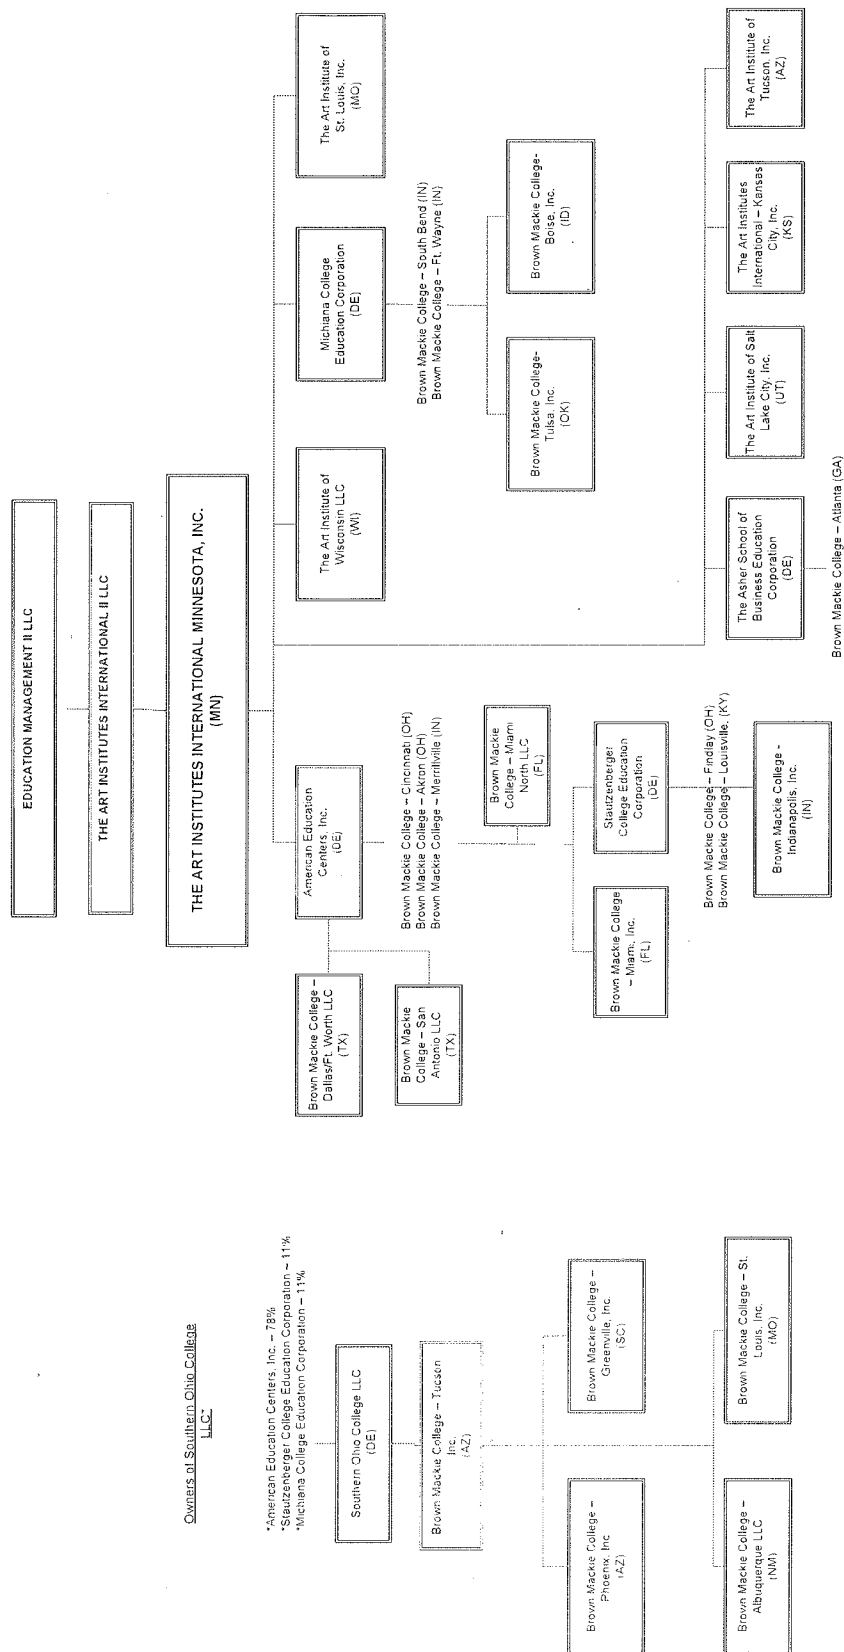 EDUCATION MANAGEMENT II LLC
THE ART INSTITUTES INTERNATIONAL II LLC
THE ART INSTITUTES INTERNATIONAL MINNESOTA, INC.
(MN)
Brown Mackie College –
Dallas/Ft. Worth LLC
(TX)
Brown Mackie
College – San
Antonio LLC
(TX)
American Education
Centers, Inc.
(DE)
Brown Mackie College – Cincinnati (OH)
Brown Mackie College – Akron (OH)
Brown Mackie College – Merrillville (IN)
Brown Mackie
College – Miami
North LLC
(FL)
Brown Mackie College
– Miami, Inc.
(FL)
Stautzenberger
College Education
Corporation
(DE)
Brown Mackie College – Findlay (OH)
Brown Mackie College – Louisville, (KY)
Brown Mackie College -
Indianapolis, Inc.
(IN)
The Art Institute of
Wisconsin LLC
(WI)
Michiana College
Education Corporation
(DE)
Brown Mackie College – South Bend (IN)
Brown Mackie College – Ft. Wayne (IN)
Brown Mackie College-
Tulsa, Inc.
(OK)
Brown Mackie College-
Boise, Inc.
(ID)
The Art Institute of
St. Louis, Inc.
(MO)
The Asher School of
Business Education
Corporation
(DE)
Brown Mackie College – Atlanta (GA)
The Art Institute of Salt
Lake City, Inc.
(UT)
The Art Institutes
International – Kansas
City, Inc.
(KS)
The Art Institute of
Tucson, Inc.
(AZ)
Owners of Southern Ohio College
LLC*
*American Education Centers, Inc. – 78%
*Stautzenberger College Education Corporation – 11%
*Michiana College Education Corporation – 11%
Southern Ohio College LLC
(DE)
Brown Mackie College – Tucson
Inc.
(AZ)
Brown Mackie College –
Phoenix, Inc
(AZ)
Brown Mackie College –
Greenville, Inc.
(SC)
Brown Mackie College –
Albuquerque LLC
(NM)
Brown Mackie College – St.
Louis, Inc.
(MO)